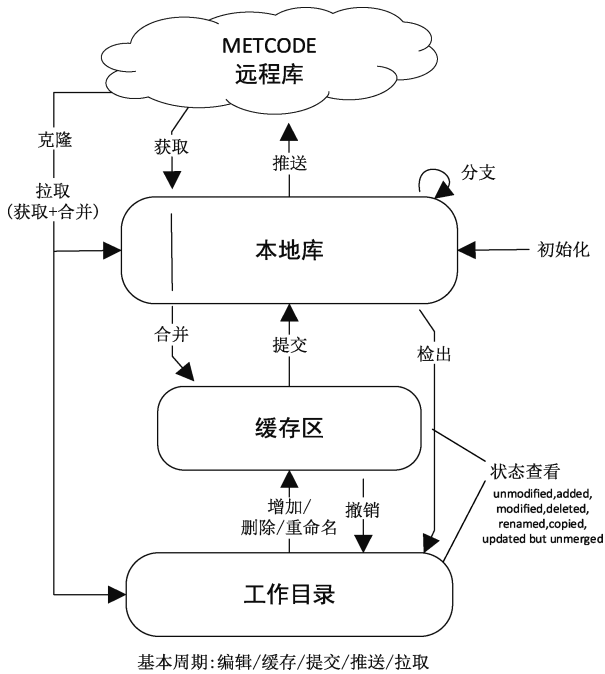 METCODE
远程库
克隆
获取
推送
分支
拉取
(获取+合并)
本地库
初始化
合并
提交
检出
缓存区
状态查看
unmodified,added,
modified,deleted,
renamed,copied,
updated but unmerged
增加/
删除/重命名
撤销
工作目录
基本周期:编辑/缓存/提交/推送/拉取